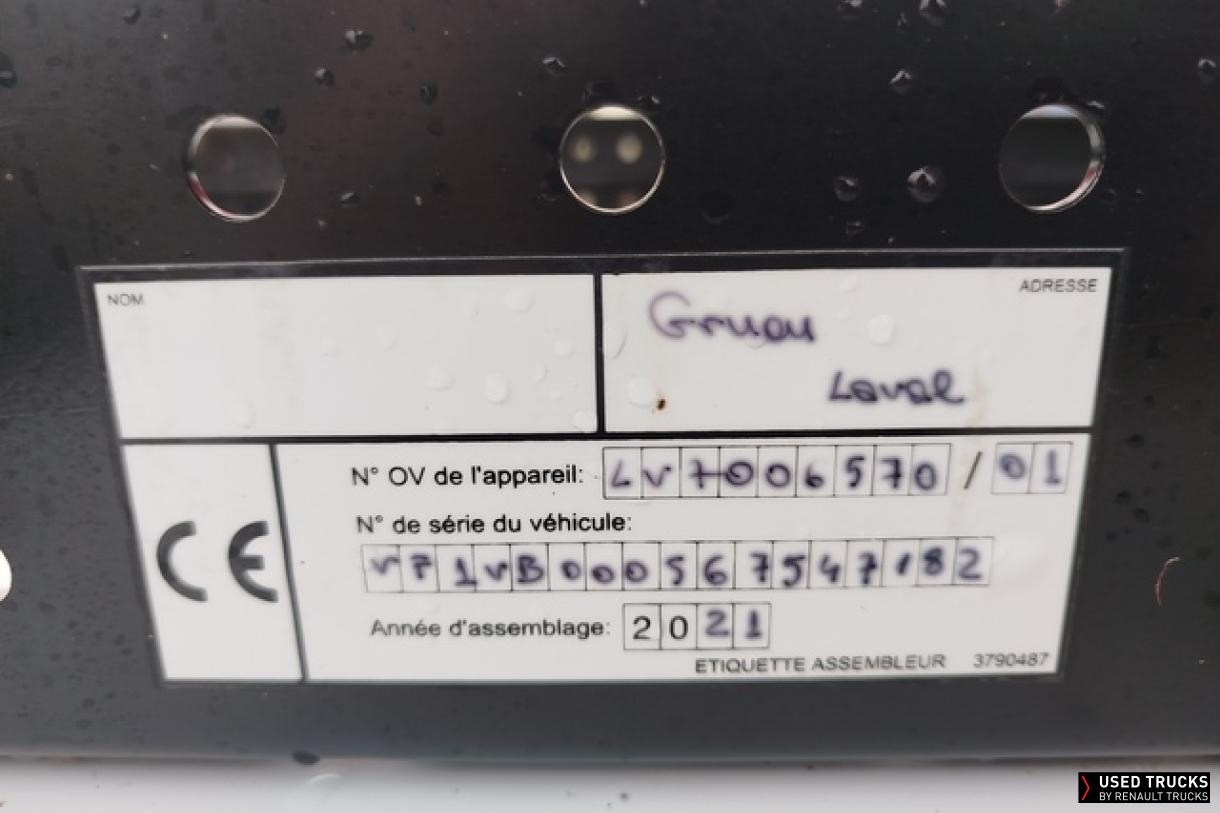 NOM
ADRESSE
Gruau
Laval
CE
N° OV de l'appareil: LV7006570 / 01
N° de série du véhicule:
VF1VB000567547182
Année d'assemblage: 2021
ETIQUETTE ASSEMBLEUR 3790487
USED TRUCKS
BY RENAULT TRUCKS